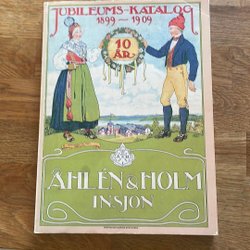 JUBILEUMS-KATALOG
1899-1909
10
ÅR
ÅHLÉN & HOLM
INSJÖN